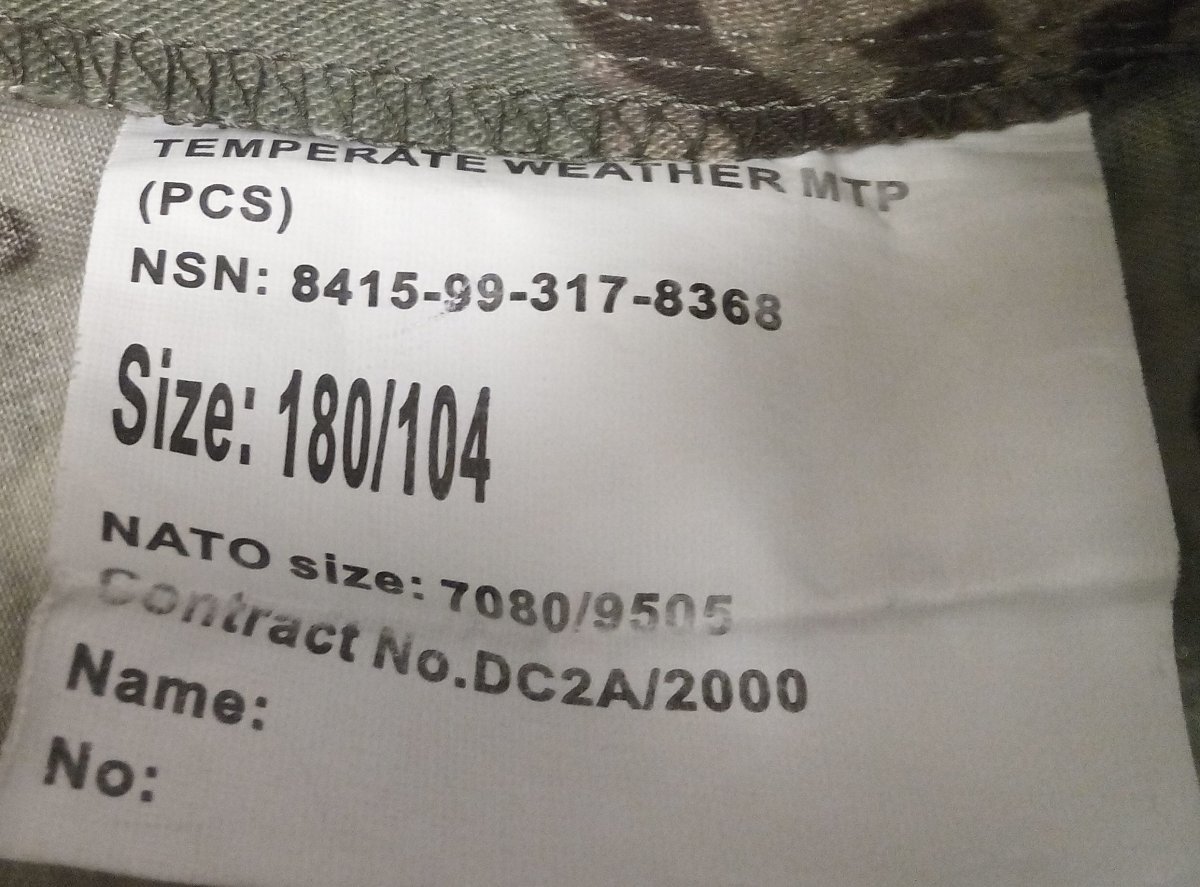 TEMPERATE WEATHER MTP
(PCS)
NSN: 8415-99-317-8368
Size: 180/104
NATO size: 7080/9505
Contract No.DC2A/2000
Name:
No: